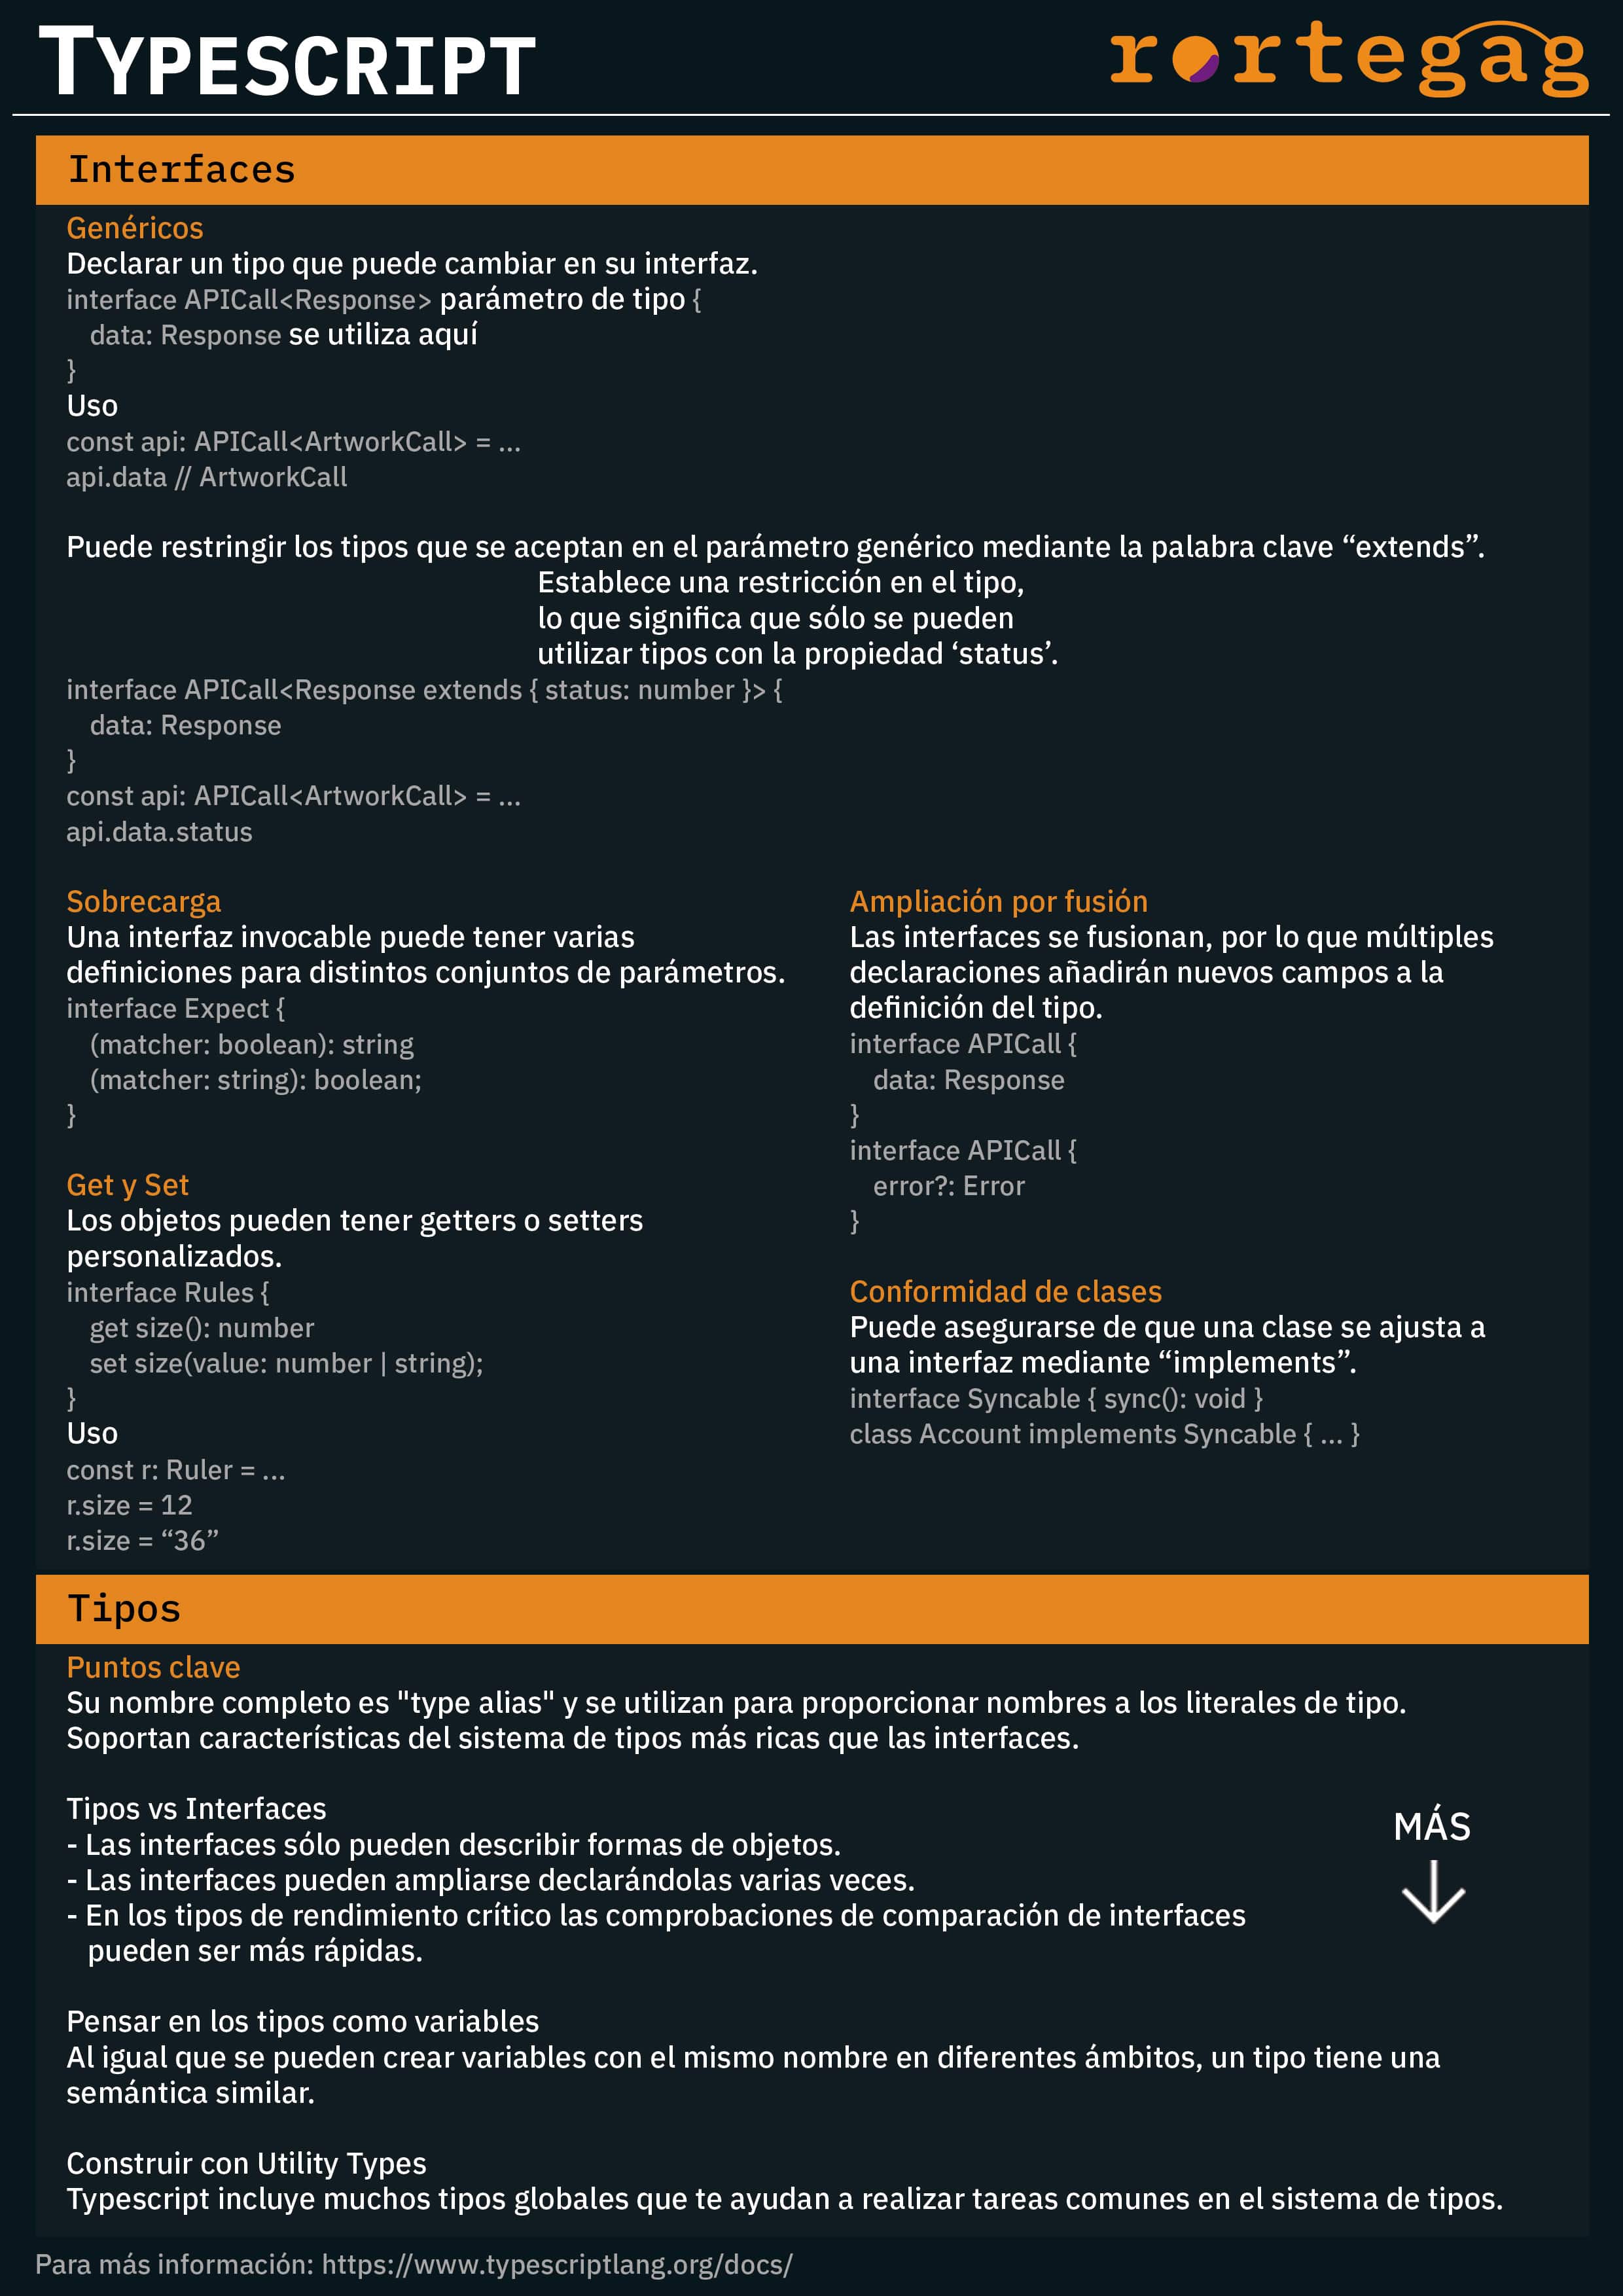 TYPESCRIPT
rortegag
Interfaces
Genéricos
Declarar un tipo que puede cambiar en su interfaz.
interface APICall<Response> parámetro de tipo {
data: Response se utiliza aquí
}
Uso
const api: APICall<ArtworkCall> = ...
api.data // ArtworkCall
Puede restringir los tipos que se aceptan en el parámetro genérico mediante la palabra clave “extends”.
Establece una restricción en el tipo,
lo que significa que sólo se pueden
utilizar tipos con la propiedad ‘status’.
interface APICall<Response extends { status: number }> {
data: Response
}
const api: APICall<ArtworkCall> = ...
api.data.status
Sobrecarga
Una interfaz invocable puede tener varias
definiciones para distintos conjuntos de parámetros.
interface Expect {
(matcher: boolean): string
(matcher: string): boolean;
}
Get y Set
Los objetos pueden tener getters o setters
personalizados.
interface Rules {
get size(): number
set size(value: number | string);
}
Uso
const r: Ruler = ...
r.size = 12
r.size = “36”
Ampliación por fusión
Las interfaces se fusionan, por lo que múltiples
declaraciones añadirán nuevos campos a la
definición del tipo.
interface APICall {
data: Response
}
interface APICall {
error?: Error
}
Conformidad de clases
Puede asegurarse de que una clase se ajusta a
una interfaz mediante “implements”.
interface Syncable { sync(): void }
class Account implements Syncable { ... }
Tipos
Puntos clave
Su nombre completo es "type alias" y se utilizan para proporcionar nombres a los literales de tipo.
Soportan características del sistema de tipos más ricas que las interfaces.
Tipos vs Interfaces
- Las interfaces sólo pueden describir formas de objetos.
- Las interfaces pueden ampliarse declarándolas varias veces.
- En los tipos de rendimiento crítico las comprobaciones de comparación de interfaces
pueden ser más rápidas.
MÁS
Pensar en los tipos como variables
Al igual que se pueden crear variables con el mismo nombre en diferentes ámbitos, un tipo tiene una
semántica similar.
Construir con Utility Types
Typescript incluye muchos tipos globales que te ayudan a realizar tareas comunes en el sistema de tipos.
Para más información: https://www.typescriptlang.org/docs/